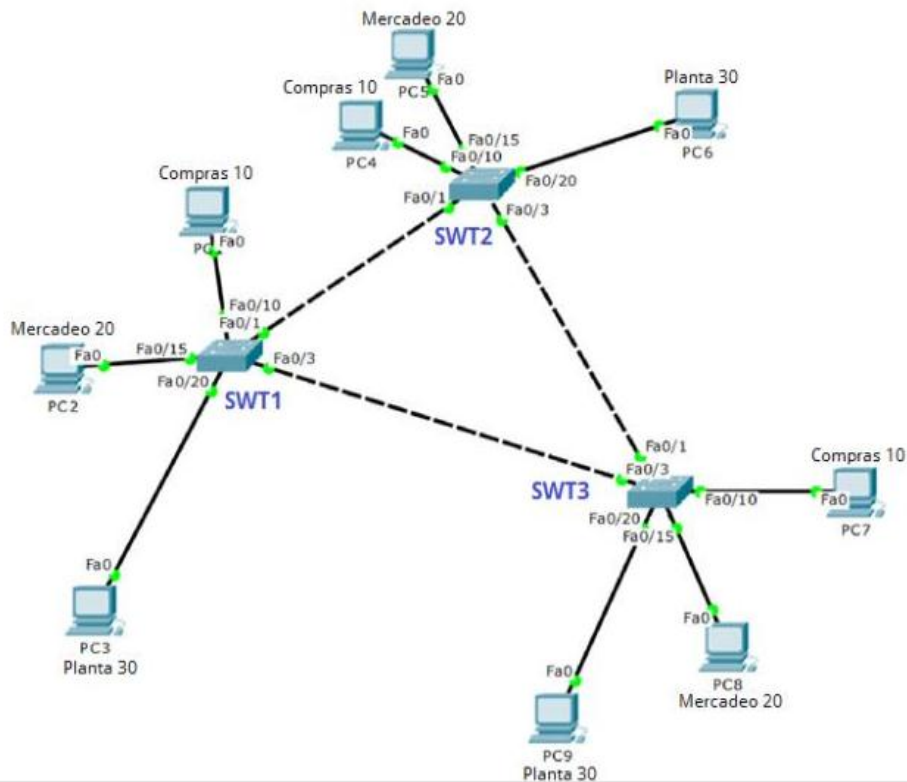 Mercadeo 20
Fa0
PC5
Compras 10
Fa0
PC4
Fa0/15
Fa0/10
Planta 30
Fa0
PC6
Fa0/20
Fa0/1
Fa0/3
SWT2
Compras 10
Fa0
Fa0/10
Fa0/1
Mercadeo 20
Fa0
Fa0/15
PC2
Fa0/20
Fa0/3
SWT1
Fa0
PC3
Planta 30
Fa0/1
Fa0/3
SWT3
Compras 10
Fa0/10
Fa0
PC7
Fa0/20
Fa0/15
Fa0
PC8
Mercadeo 20
Fa0
PC9
Planta 30